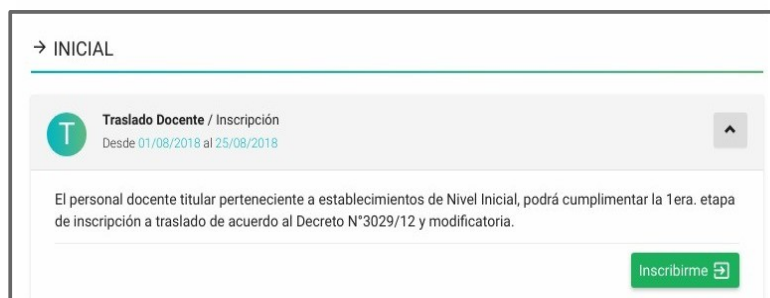 → INICIAL
T
Traslado Docente / Inscripción
Desde 01/08/2018 al 25/08/2018
El personal docente titular perteneciente a establecimientos de Nivel Inicial, podrá cumplimentar la 1era. etapa
de inscripción a traslado de acuerdo al Decreto N°3029/12 y modificatoria.
Inscribirme